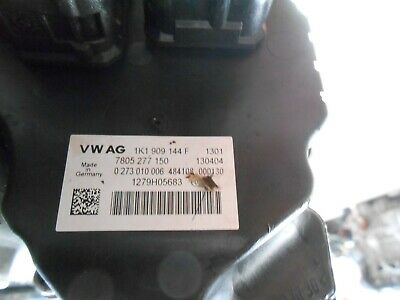 VW AG 1K1 909 144 F 1301
7805 277 150 130404
Made in Germany 0 273 010 006 484108 000130
1279H05683